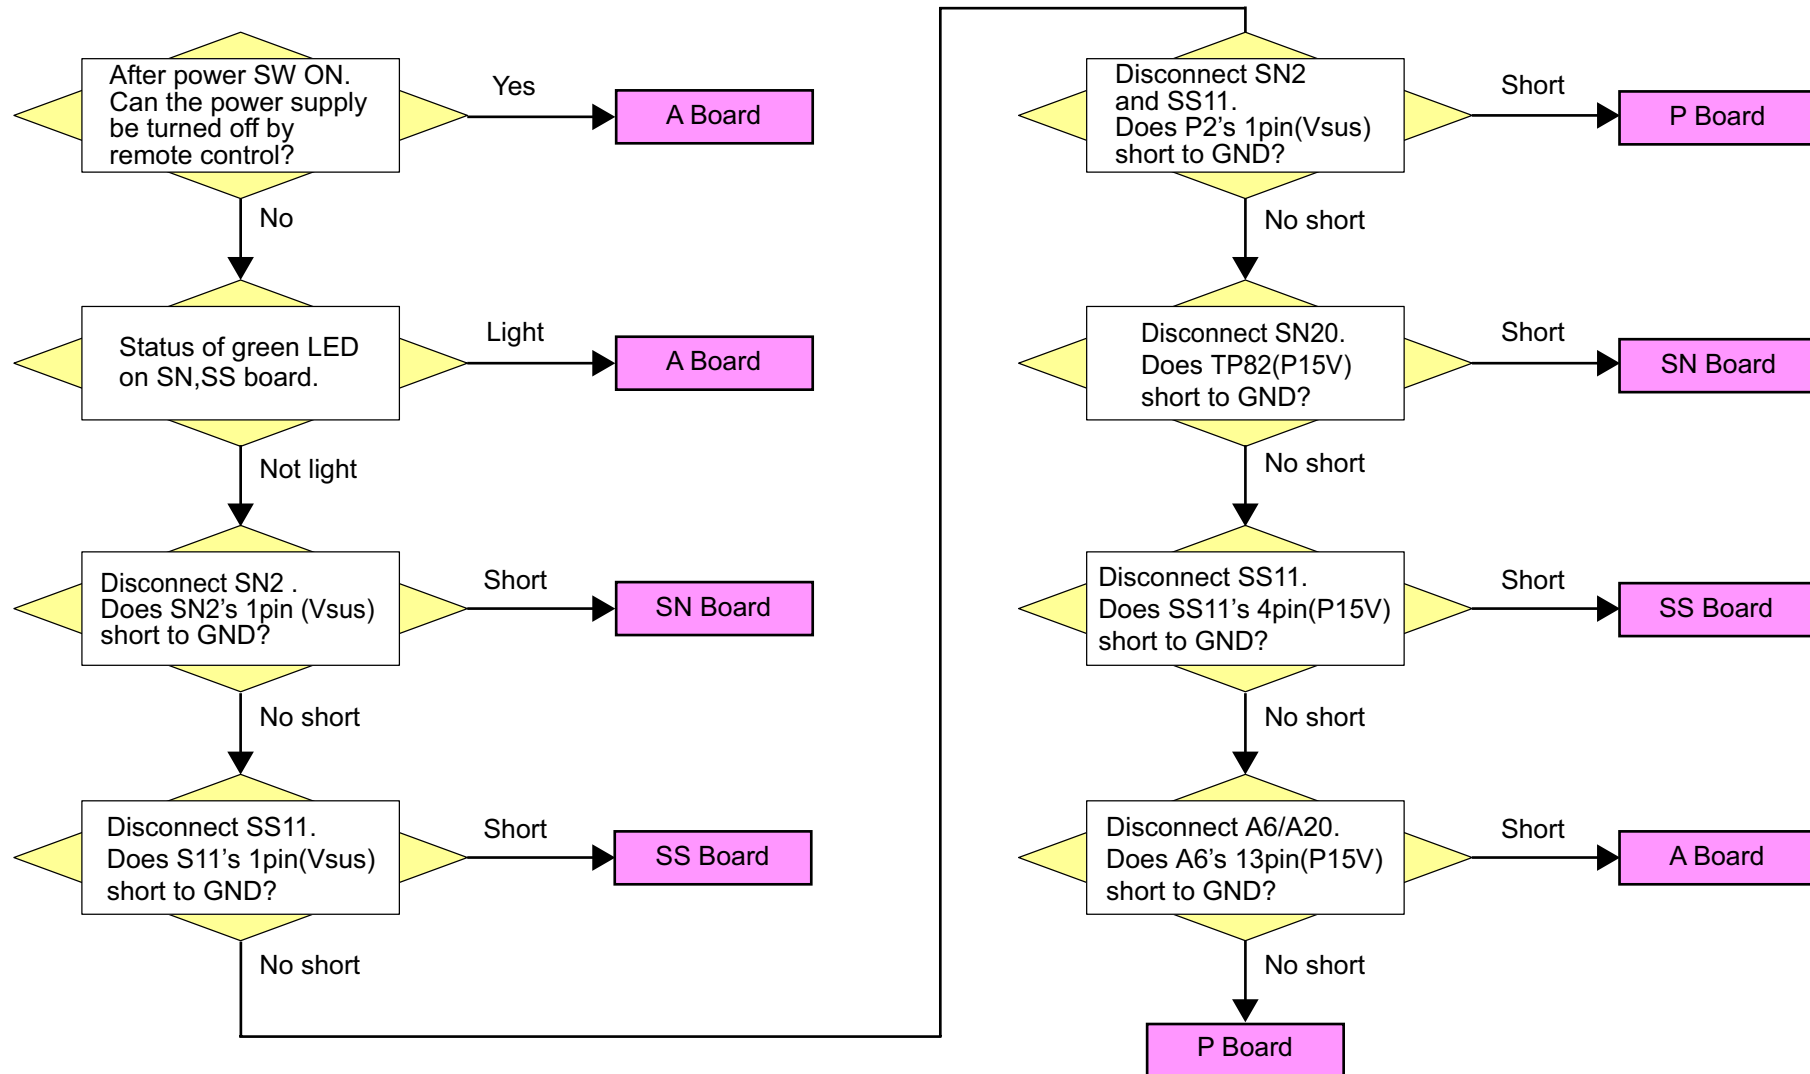 After power SW ON.
Can the power supply
be turned off by
remote control?
Yes
A Board
No
Status of green LED
on SN,SS board.
Light
A Board
Not light
Disconnect SN2 .
Does SN2’s 1pin (Vsus)
short to GND?
Short
SN Board
No short
Disconnect SS11.
Does S11’s 1pin(Vsus)
short to GND?
Short
SS Board
No short
Disconnect SN2
and SS11.
Does P2’s 1pin(Vsus)
short to GND?
Short
P Board
No short
Disconnect SN20.
Does TP82(P15V)
short to GND?
Short
SN Board
No short
Disconnect SS11.
Does SS11’s 4pin(P15V)
short to GND?
Short
SS Board
No short
Disconnect A6/A20.
Does A6’s 13pin(P15V)
short to GND?
Short
A Board
No short
P Board